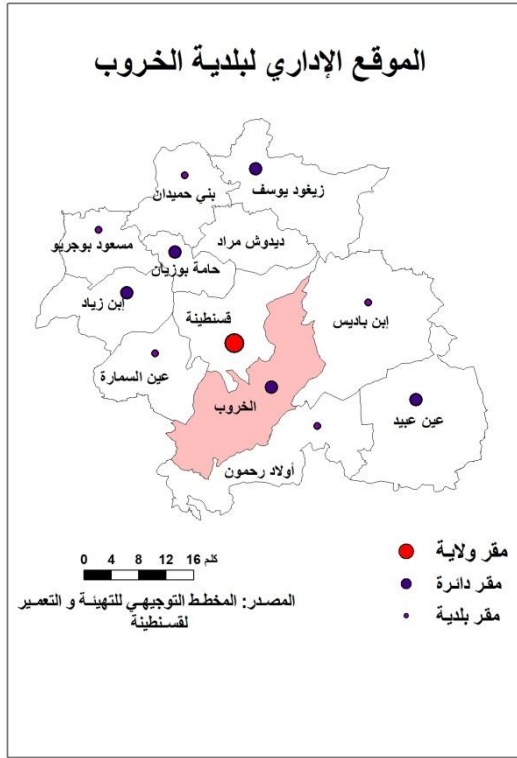 الموقع الإداري لبلدية الخروب
زيغود يوسف
بني حميدان
ديدوش مراد
مسعود بوجريو
حامة بوزيان
إبن زياد
قسنطينة
إبن باديس
عين السمارة
الخروب
عين عبيد
أولاد رحمون
مقر ولاية
مقر دائرة
مقر بلدية
0 4 8 12 16 كلم
المصدر: المخطط التوجيهي للتهيئة و التعمير
لقسنطينة